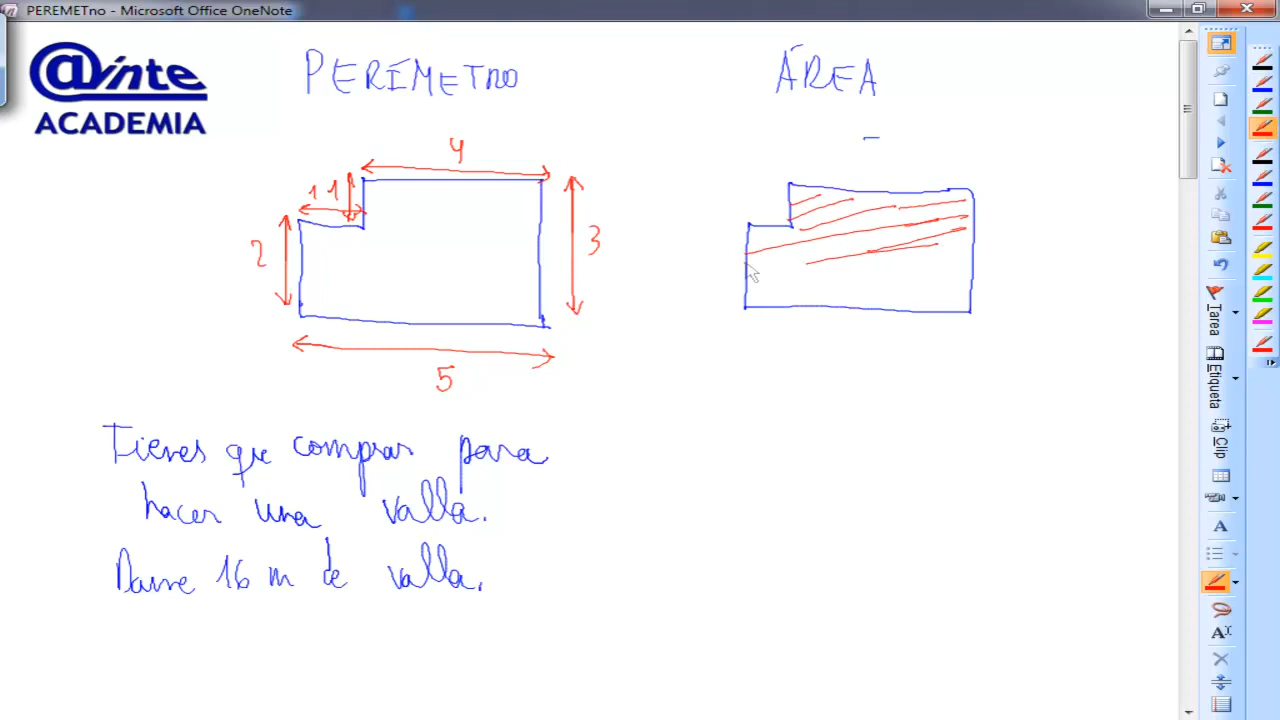 PEREMETno - Microsoft Office OneNote
@inte
ACADEMIA
PERÍMETno
ÁREA
4
1 1
2
3
5
Tienes que comprar para
hacer una valla.
Dame 16 m de valla.
Tarea
Etiqueta
Clip
A
A